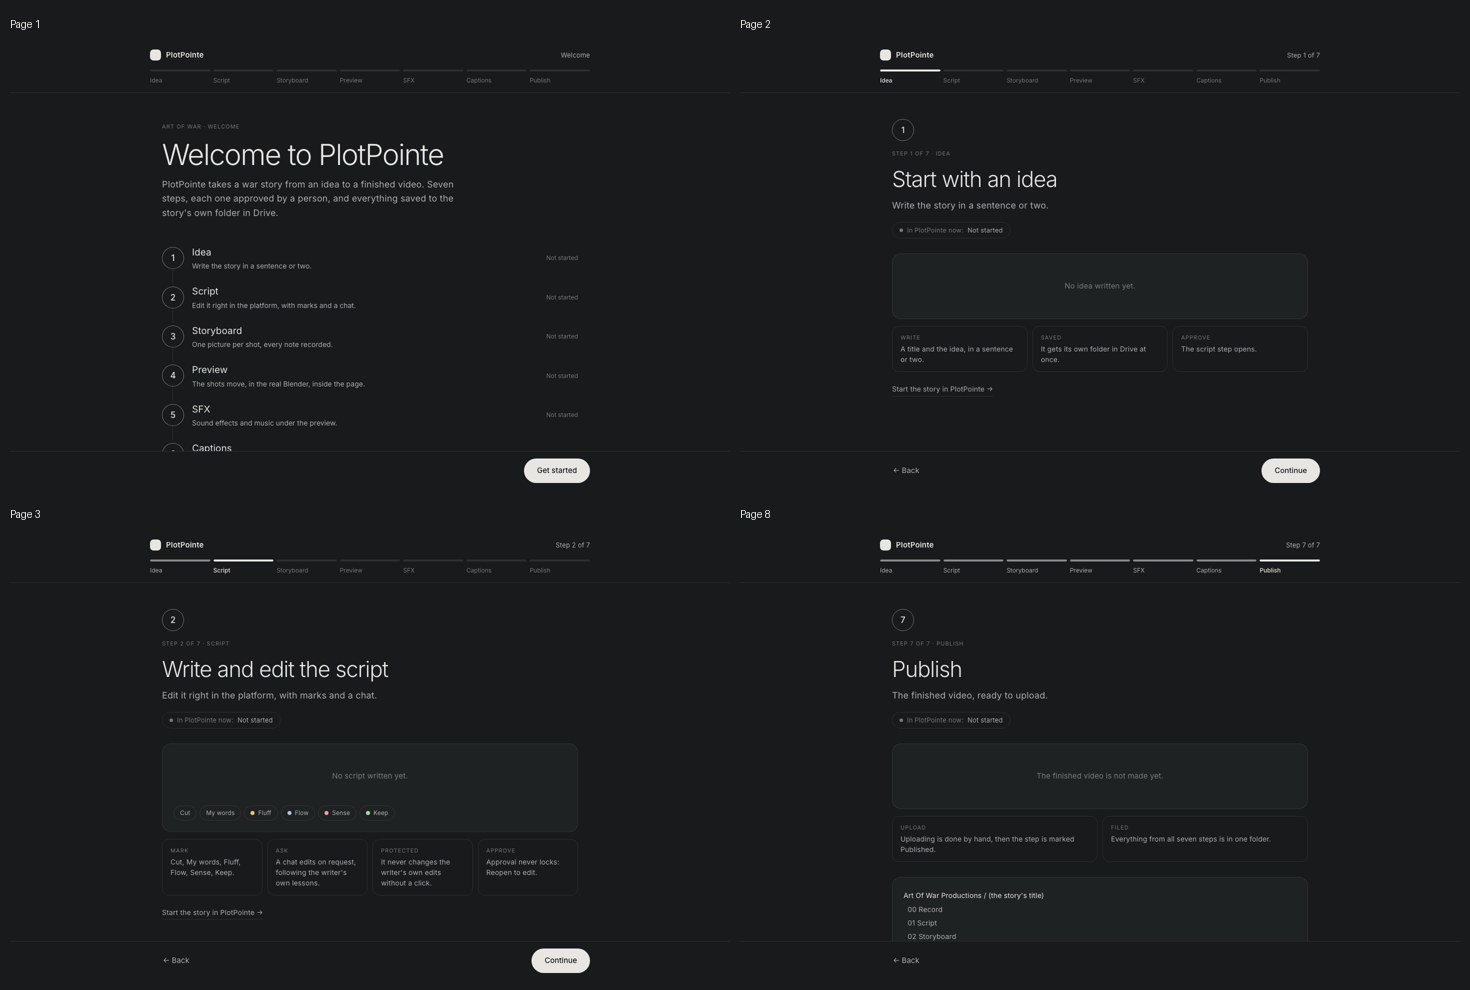 Page 1
PlotPointe
Welcome
Idea Script Storyboard Preview SFX Captions Publish
ART OF WAR · WELCOME
Welcome to PlotPointe
PlotPointe takes a war story from an idea to a finished video. Seven
steps, each one approved by a person, and everything saved to the
story's own folder in Drive.
1 Idea Not started
Write the story in a sentence or two.
2 Script Not started
Edit it right in the platform, with marks and a chat.
3 Storyboard Not started
One picture per shot, every note recorded.
4 Preview Not started
The shots move, in the real Blender, inside the page.
5 SFX Not started
Sound effects and music under the preview.
Captions
Get started
Page 2
PlotPointe
Step 1 of 7
Idea Script Storyboard Preview SFX Captions Publish
1
STEP 1 OF 7 · IDEA
Start with an idea
Write the story in a sentence or two.
In PlotPointe now: Not started
No idea written yet.
WRITE
A title and the idea, in a sentence
or two.
SAVED
It gets its own folder in Drive at
once.
APPROVE
The script step opens.
Start the story in PlotPointe →
← Back
Continue
Page 3
PlotPointe
Step 2 of 7
Idea Script Storyboard Preview SFX Captions Publish
2
STEP 2 OF 7 · SCRIPT
Write and edit the script
Edit it right in the platform, with marks and a chat.
In PlotPointe now: Not started
No script written yet.
Cut My words Fluff Flow Sense Keep
MARK
Cut, My words, Fluff,
Flow, Sense, Keep.
ASK
A chat edits on request,
following the writer's
own lessons.
PROTECTED
It never changes the
writer's own edits
without a click.
APPROVE
Approval never locks:
Reopen to edit.
Start the story in PlotPointe →
← Back
Continue
Page 8
PlotPointe
Step 7 of 7
Idea Script Storyboard Preview SFX Captions Publish
7
STEP 7 OF 7 · PUBLISH
Publish
The finished video, ready to upload.
In PlotPointe now: Not started
The finished video is not made yet.
UPLOAD
Uploading is done by hand, then the step is marked
Published.
FILED
Everything from all seven steps is in one folder.
Art Of War Productions / (the story's title)
00 Record
01 Script
02 Storyboard
← Back